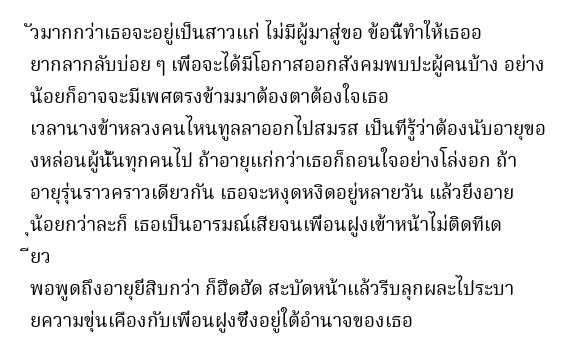 ัวมากกว่าเธอจะอยู่เป็นสาวแก่ ไม่มีผู้มาสู่ขอ ข้อนี้ทำให้เธออ
ยากลากลับบ่อย ๆ เพื่อจะได้มีโอกาสออกสังคมพบปะผู้คนบ้าง อย่าง
น้อยก็อาจจะมีเพศตรงข้ามมาต้องตาต้องใจเธอ
เวลานางข้าหลวงคนไหนทูลลาออกไปสมรส เป็นที่รู้ว่าต้องนับอายุขอ
งหล่อนผู้นั้นทุกคนไป ถ้าอายุแก่กว่าเธอก็ถอนใจอย่างโล่งอก ถ้า
อายุรุ่นราวคราวเดียวกัน เธอจะหงุดหงิดอยู่หลายวัน แล้วยิ่งอาย
ุน้อยกว่าละก็ เธอเป็นอารมณ์เสียจนเพื่อนฝูงเข้าหน้าไม่ติดทีเด
ียว
พอพูดถึงอายุยี่สิบกว่า ก็ฮึดฮัด สะบัดหน้าแล้วรีบลุกผละไประบา
ยความขุ่นเคืองกับเพื่อนฝูงซึ่งอยู่ใต้อำนาจของเธอ